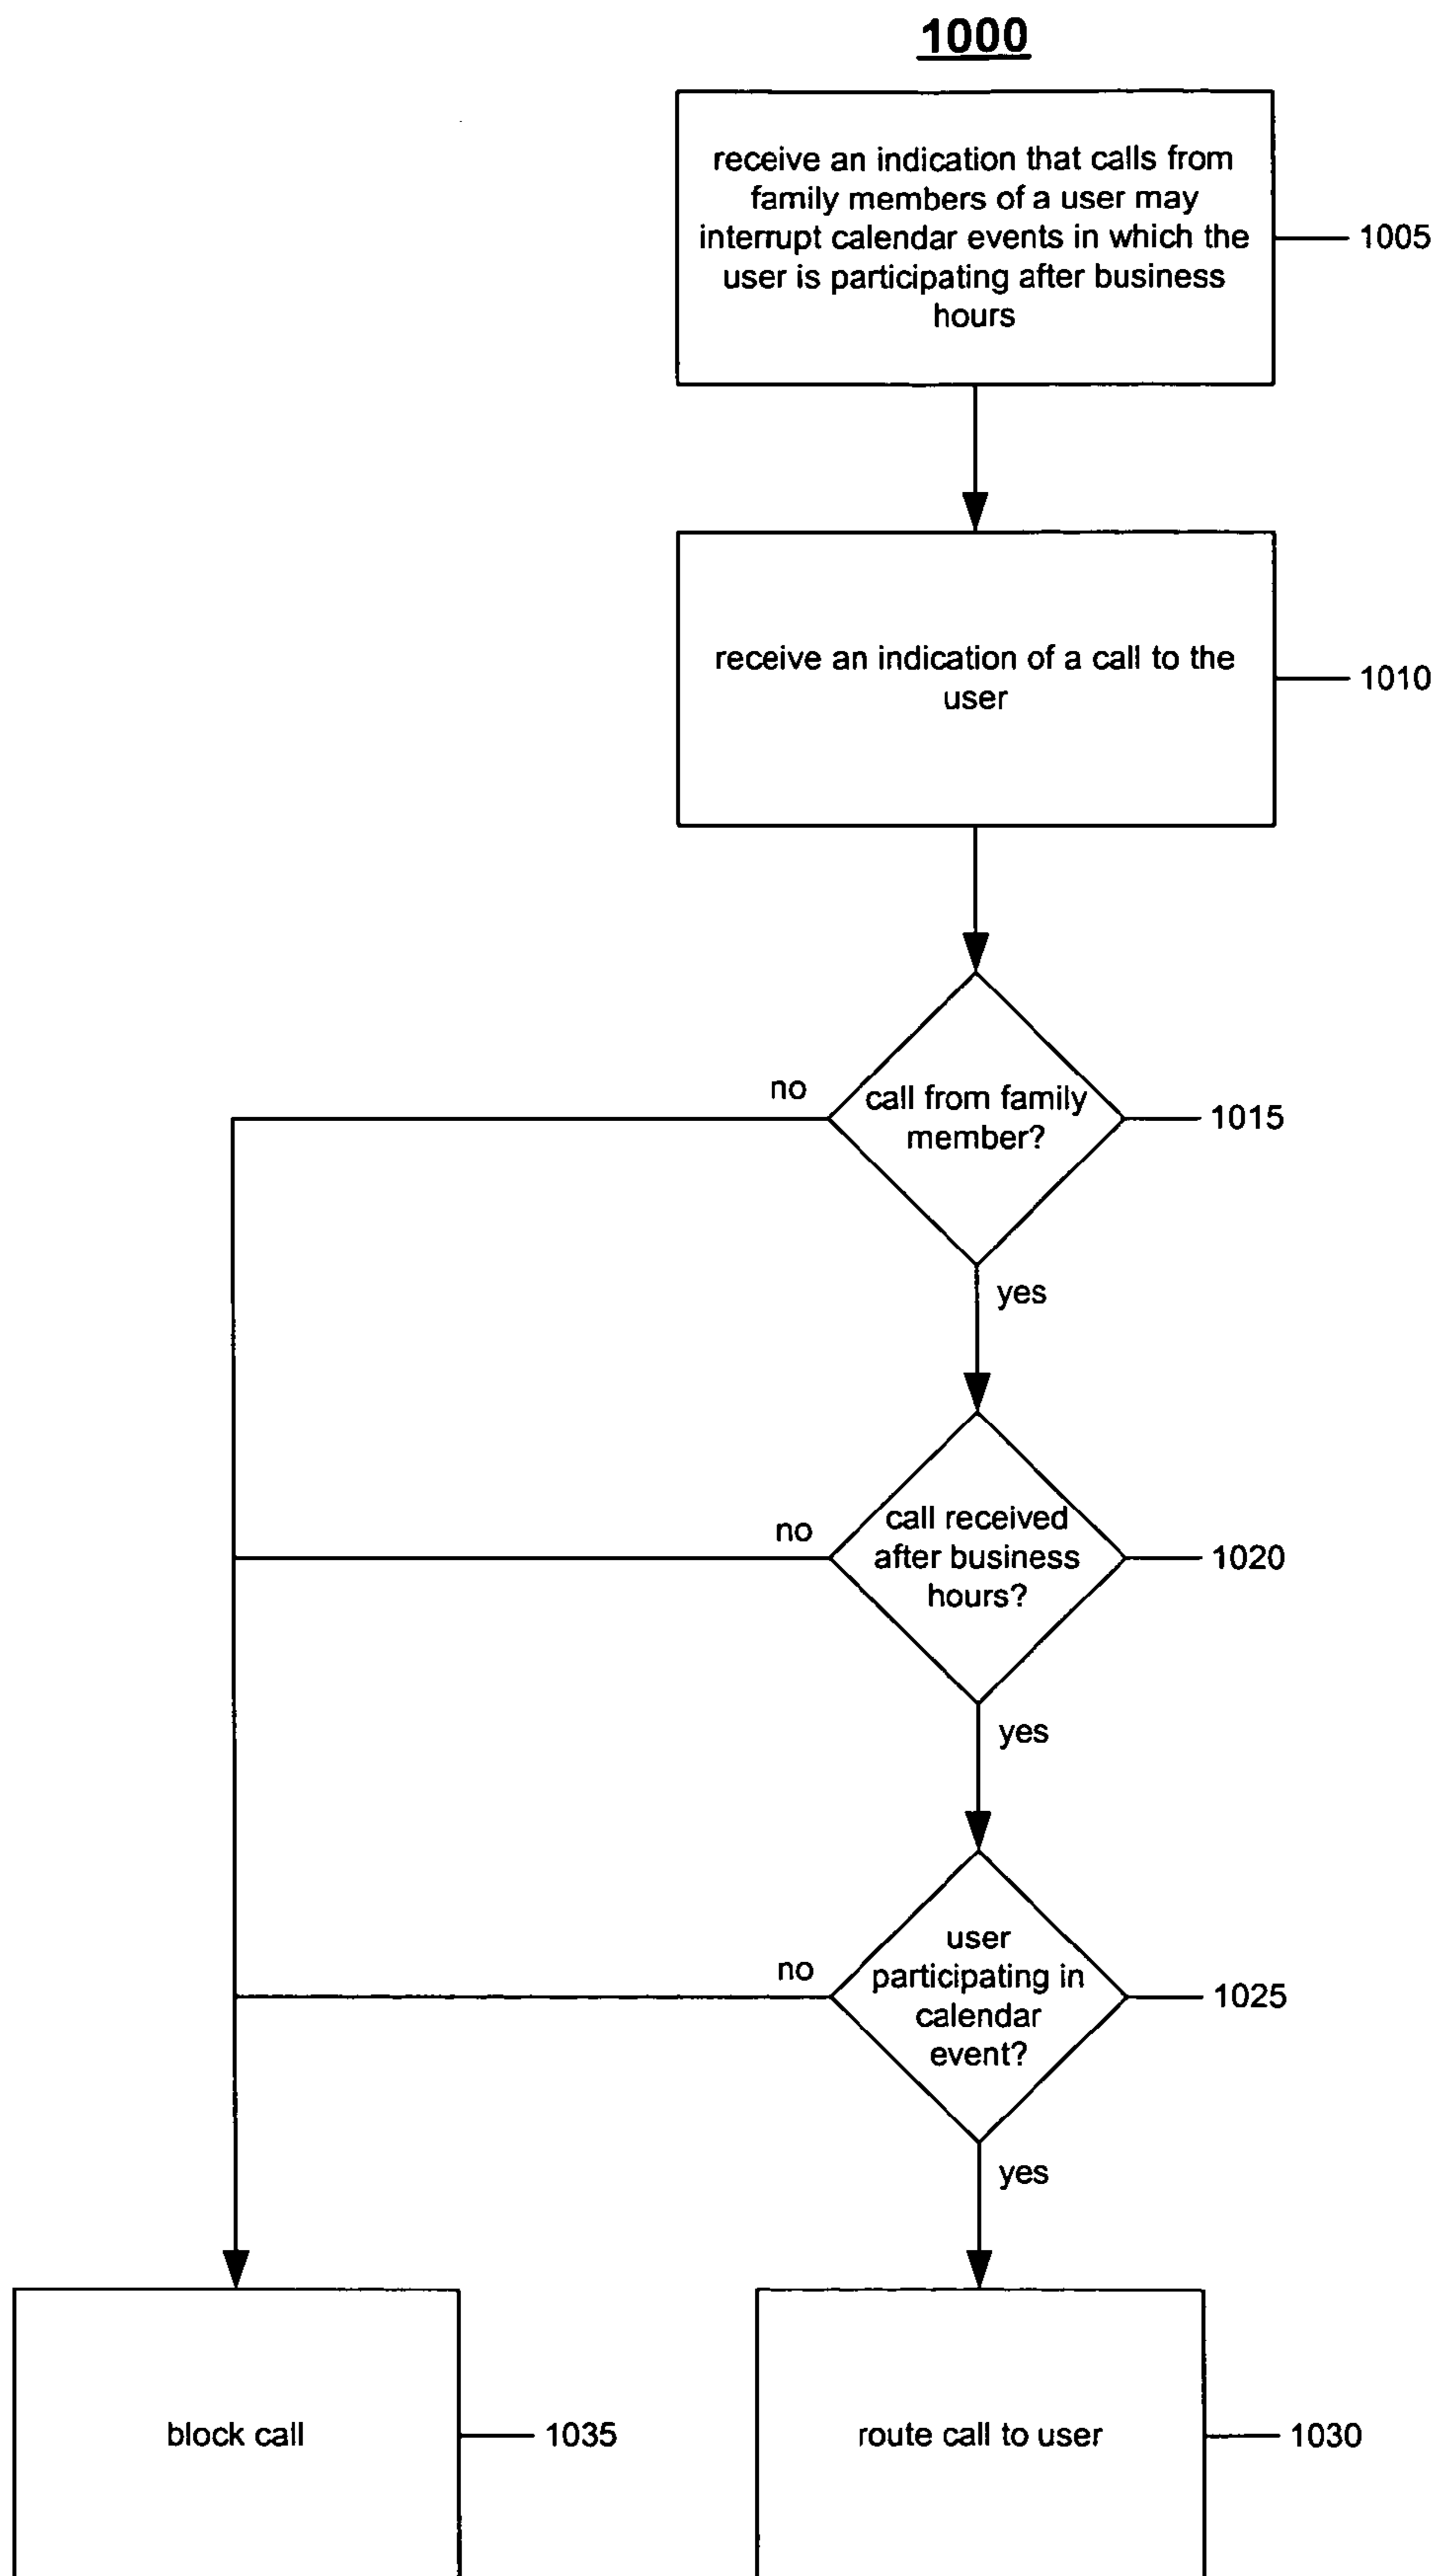 1000
receive an indication that calls from
family members of a user may
interrupt calendar events in which the
user is participating after business
hours
1005
receive an indication of a call to the
user
1010
no
call from family
member?
1015
yes
no
call received
after business
hours?
1020
yes
no
user
participating in
calendar
event?
1025
yes
block call
1035
route call to user
1030